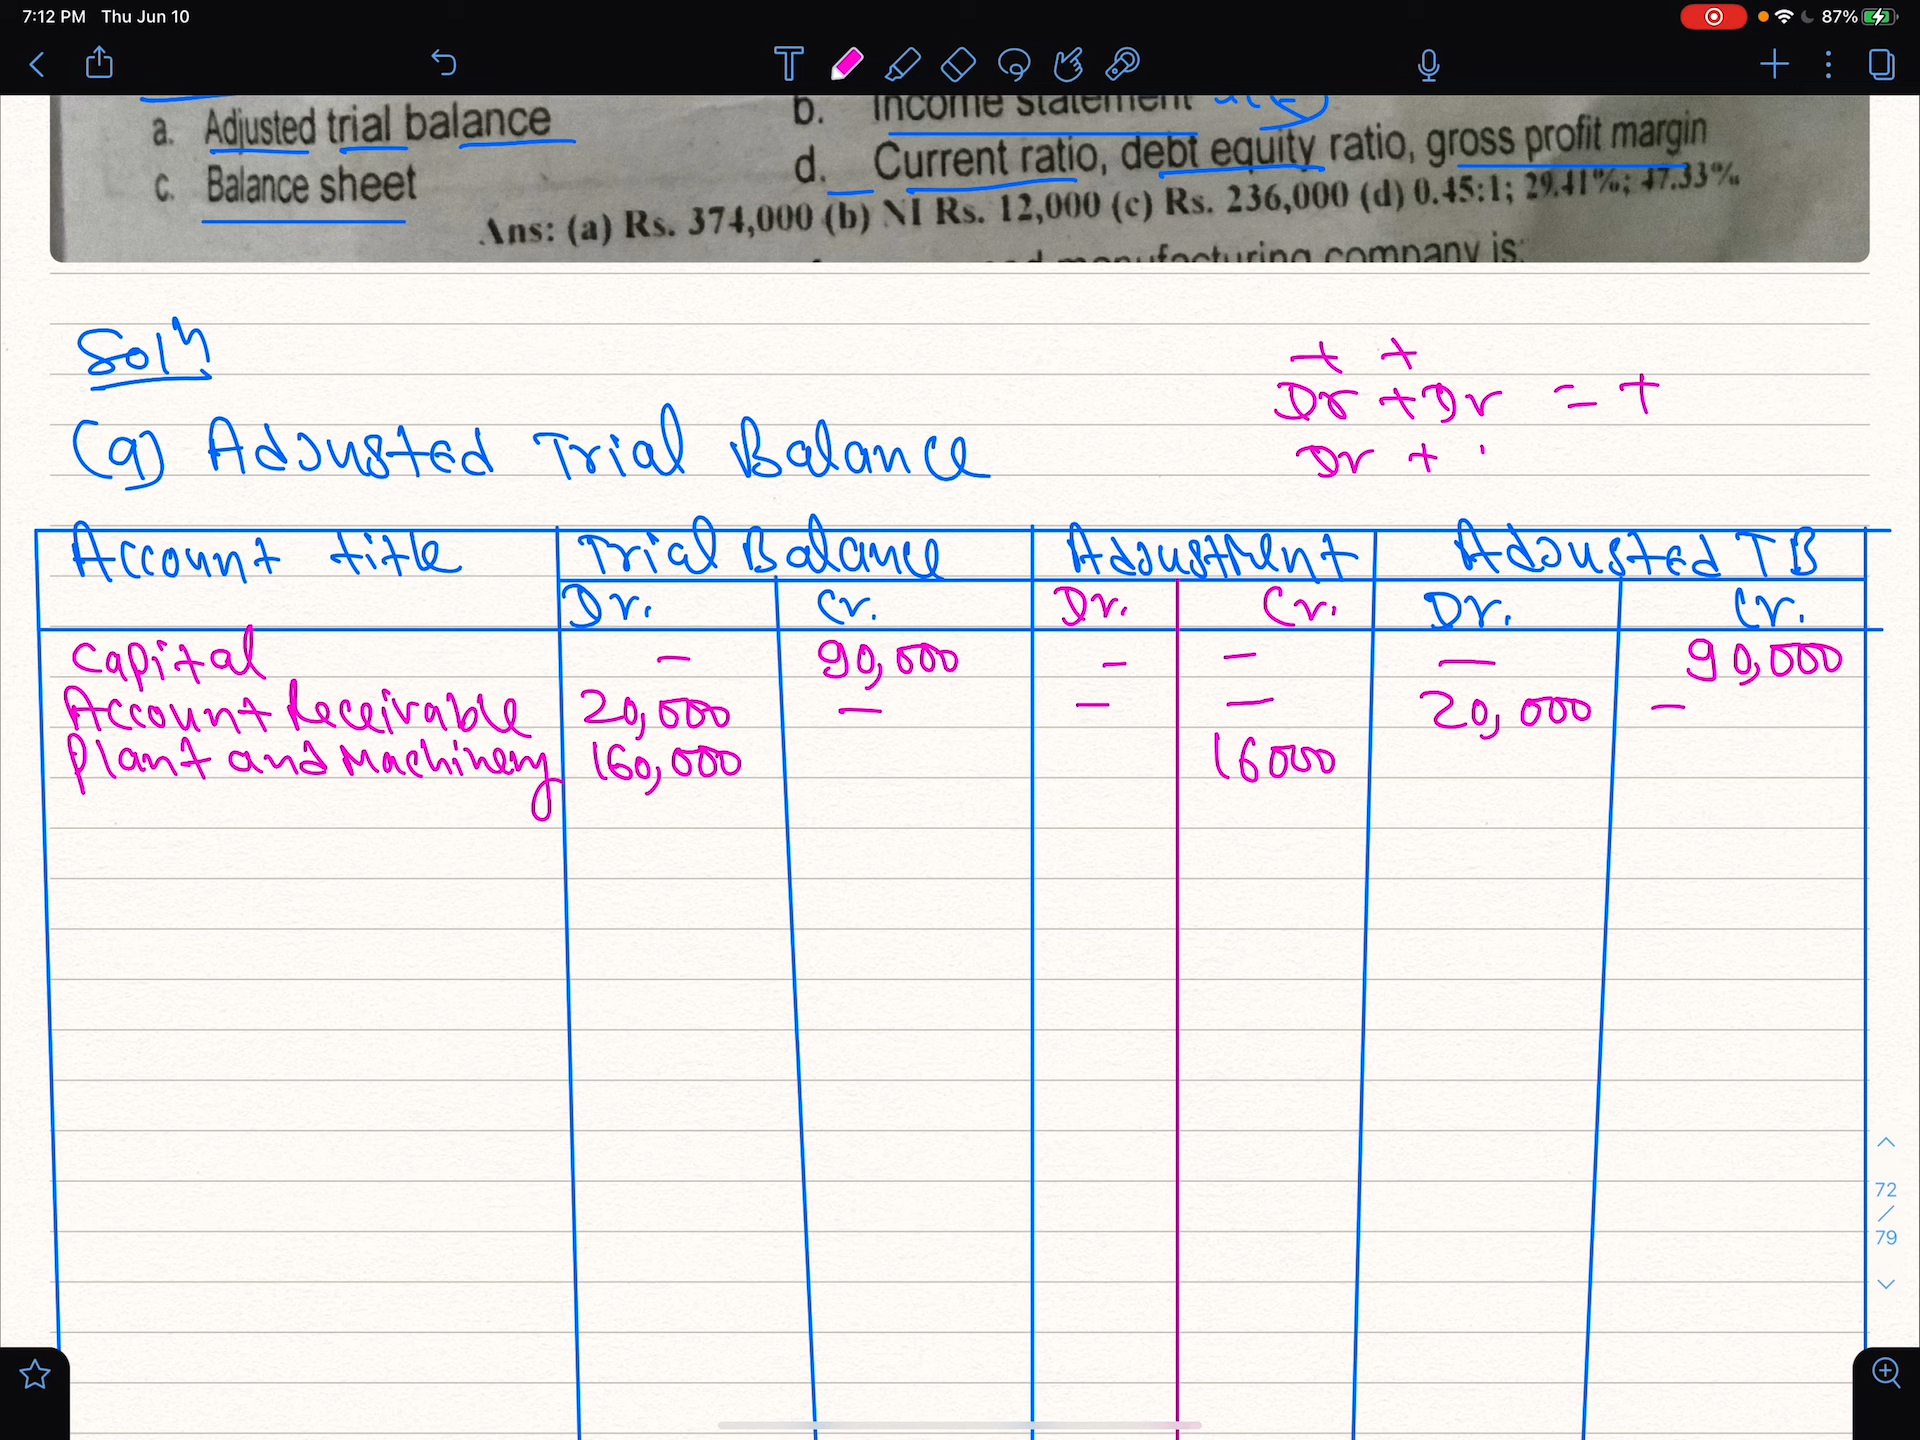 7:12 PM Thu Jun 10
87%
a. Adjusted trial balance
b. Income statement
c. Balance sheet
d. Current ratio, debt equity ratio, gross profit margin
Ans: (a) Rs. 374,000 (b) NI Rs. 12,000 (c) Rs. 236,000 (d) 0.45:1; 29.41%; 47.33%
manufacturing company is:
Solⁿ
+ +
Dr + Dr = +
Dr +
(a) Adjusted Trial Balance
Account title Trial Balance Adjustment Adjusted TB
Dr. Cr. Dr. Cr. Dr. Cr.
Capital – 90,000 – – – 90,000
Account Receivable 20,000 – – – 20,000 –
Plant and Machinery 160,000 16000
72
/
79